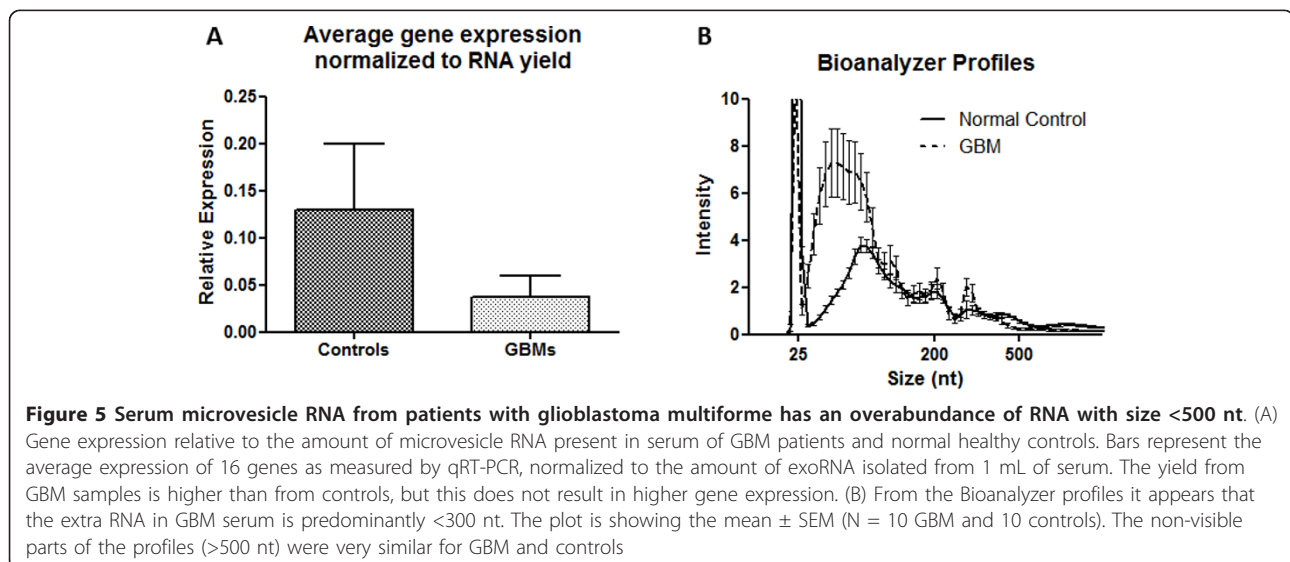 A
Average gene expression
normalized to RNA yield
Relative Expression
0.25
0.20
0.15
0.10
0.05
0.00
Controls
GBMs
B
Bioanalyzer Profiles
Normal Control
GBM
Intensity
10
8
6
4
2
0
25
200
500
Size (nt)
Figure 5 Serum microvesicle RNA from patients with glioblastoma multiforme has an overabundance of RNA with size <500 nt. (A)
Gene expression relative to the amount of microvesicle RNA present in serum of GBM patients and normal healthy controls. Bars represent the
average expression of 16 genes as measured by qRT-PCR, normalized to the amount of exoRNA isolated from 1 mL of serum. The yield from
GBM samples is higher than from controls, but this does not result in higher gene expression. (B) From the Bioanalyzer profiles it appears that
the extra RNA in GBM serum is predominantly <300 nt. The plot is showing the mean ± SEM (N = 10 GBM and 10 controls). The non-visible
parts of the profiles (>500 nt) were very similar for GBM and controls